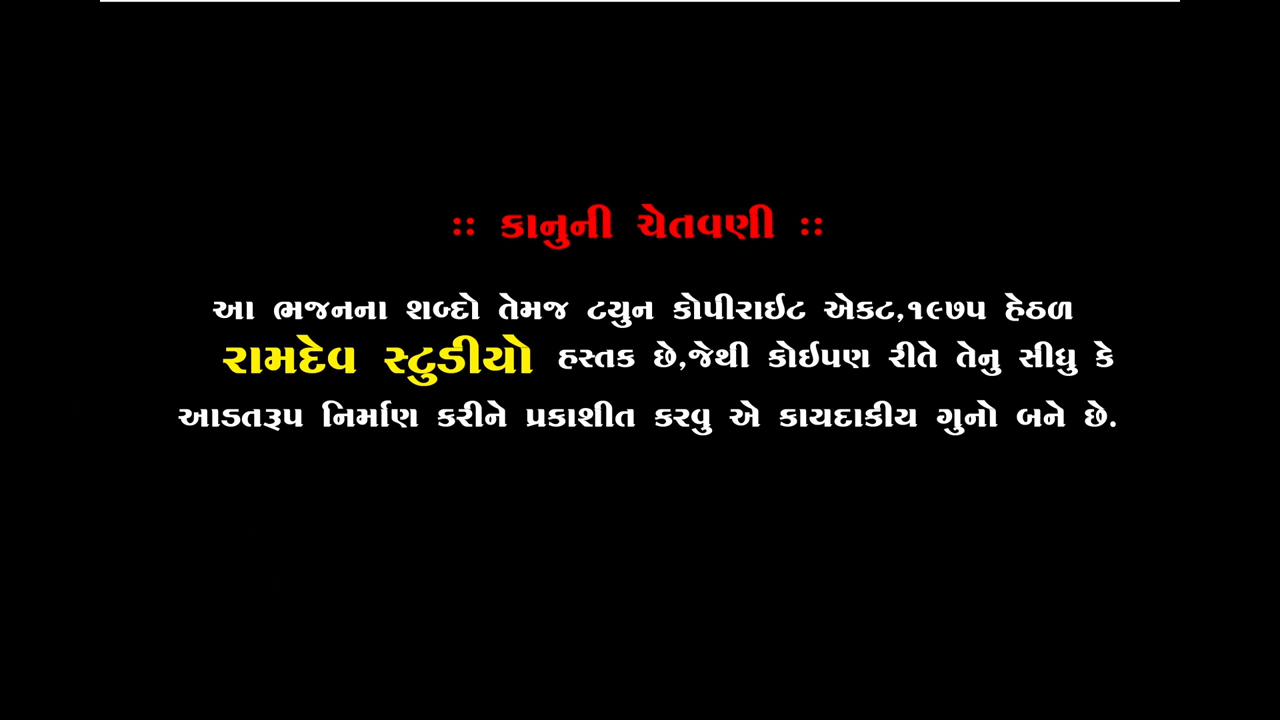 :: કાનુની ચેતવણી ::
આ ભજનના શબ્દો તેમજ ટયુન કોપીરાઈટ એકટ,૧૯૭૫ હેઠળ
રામદેવ સ્ટુડીયો હસ્તક છે,જેથી કોઈપણ રીતે તેનુ સીધુ કે
આડતરૂપ નિર્માણ કરીને પ્રકાશીત કરવુ એ કાયદાકીય ગુનો બને છે.